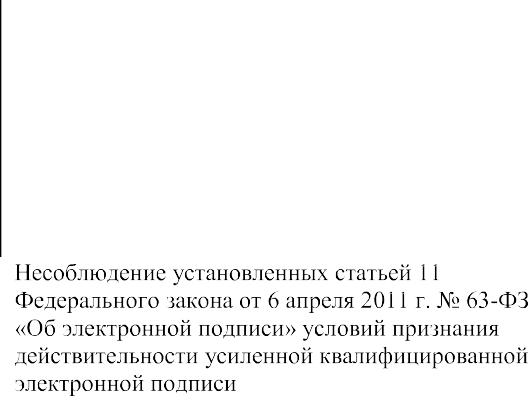 Несоблюдение установленных статьей 11
Федерального закона от 6 апреля 2011 г. № 63-ФЗ
«Об электронной подписи» условий признания
действительности усиленной квалифицированной
электронной подписи